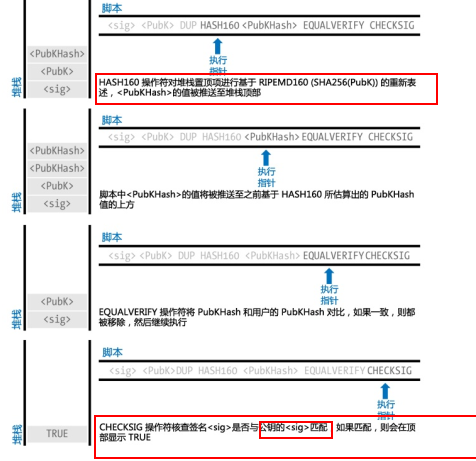 脚本
<sig> <PubK> DUP HASH160 <PubKHash> EQUALVERIFY CHECKSIG
执行
指针
<PubKHash>
<PubK>
<sig>
堆栈
HASH160 操作符对堆栈置顶项进行基于 RIPEMD160 (SHA256(PubK)) 的重新表
述，<PubKHash>的值被推送至堆栈顶部
脚本
<sig> <PubK> DUP HASH160 <PubKHash> EQUALVERIFY CHECKSIG
执行
指针
<PubKHash>
<PubKHash>
<PubK>
<sig>
堆栈
脚本中<PubKHash>的值将被推送至之前基于 HASH160 所估算出的 PubKHash
值的上方
脚本
<sig> <PubK> DUP HASH160 <PubKHash> EQUALVERIFY CHECKSIG
执行
指针
<PubK>
<sig>
堆栈
EQUALVERIFY 操作符将 PubKHash 和用户的 PubKHash 对比，如果一致，则都
被移除，然后继续执行
脚本
<sig> <PubK> DUP HASH160 <PubKHash> EQUALVERIFY CHECKSIG
执行
指针
TRUE
堆栈
CHECKSIG 操作符核查签名<sig>是否与公钥的<sig>匹配，如果匹配，则会在顶
部显示 TRUE